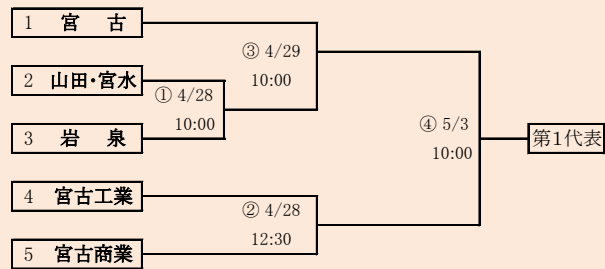 1 宮 古
③ 4/29
10:00
2 山田・宮水
① 4/28
10:00
3 岩 泉
④ 5/3
10:00
第1代表
4 宮古工業
② 4/28
12:30
5 宮古商業